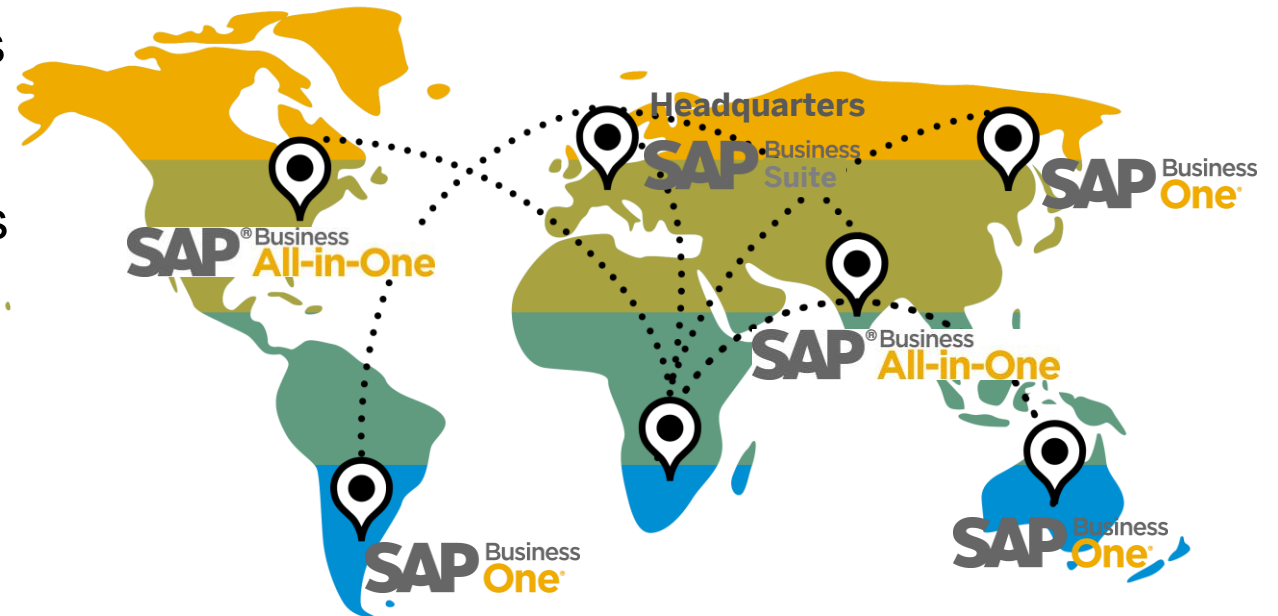 s
s
Headquarters
SAP Business
Suite
SAP Business
One®
SAP® Business
All-in-One
SAP® Business
All-in-One
SAP Business
One®
SAP Business
One®